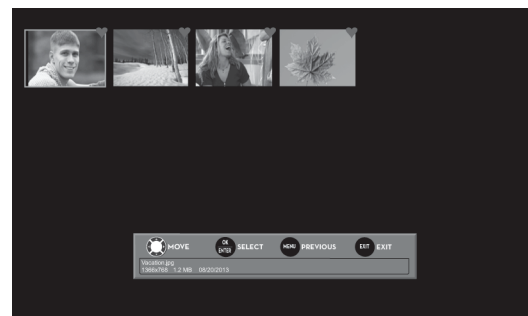 MOVE OK ENTER SELECT MENU PREVIOUS EXIT EXIT
Vacation.jpg
1366x768 1.2 MB 08/20/2013